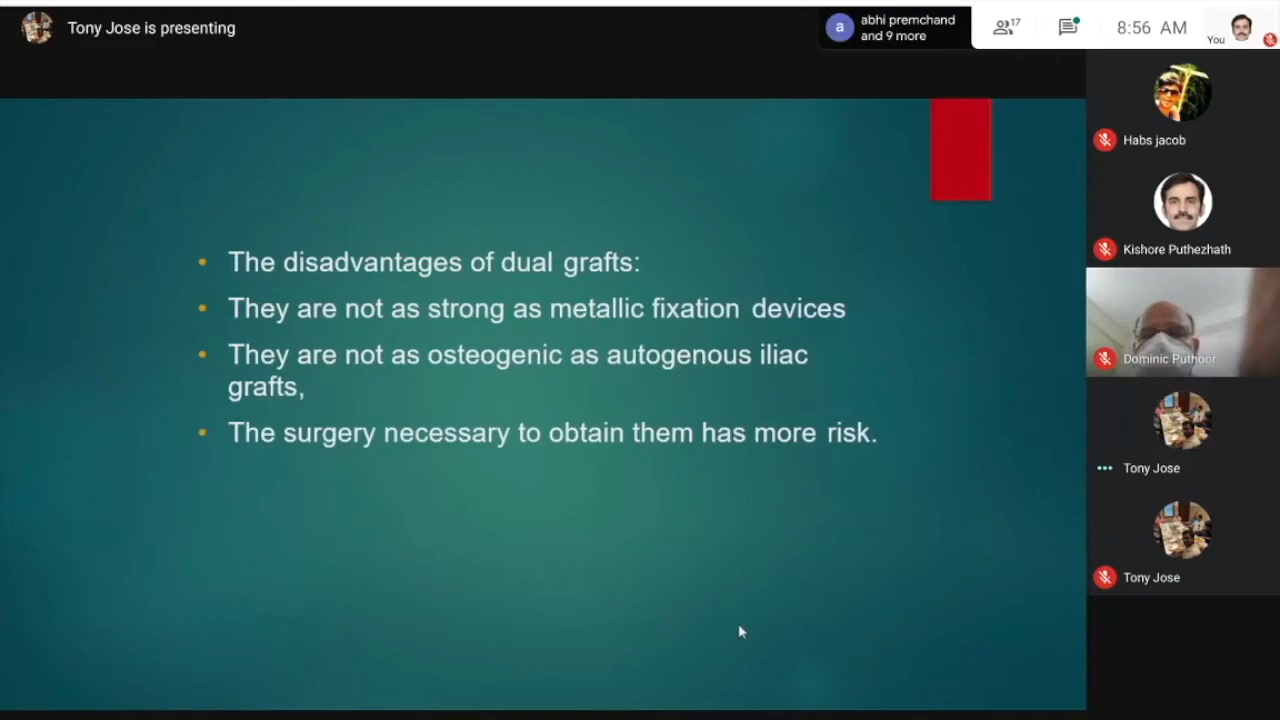 Tony Jose is presenting
a
abhi premchand
and 9 more
17
8:56 AM
You
Habs jacob
Kishore Puthezhath
Dominic Puthoor
Tony Jose
Tony Jose
The disadvantages of dual grafts:
They are not as strong as metallic fixation devices
They are not as osteogenic as autogenous iliac
grafts,
The surgery necessary to obtain them has more risk.